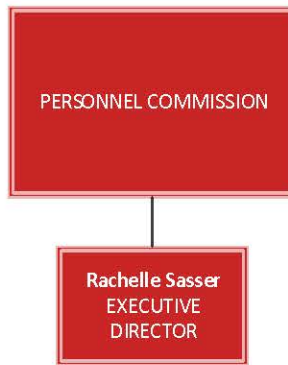 PERSONNEL COMMISSION
Rachelle Sasser
EXECUTIVE
DIRECTOR